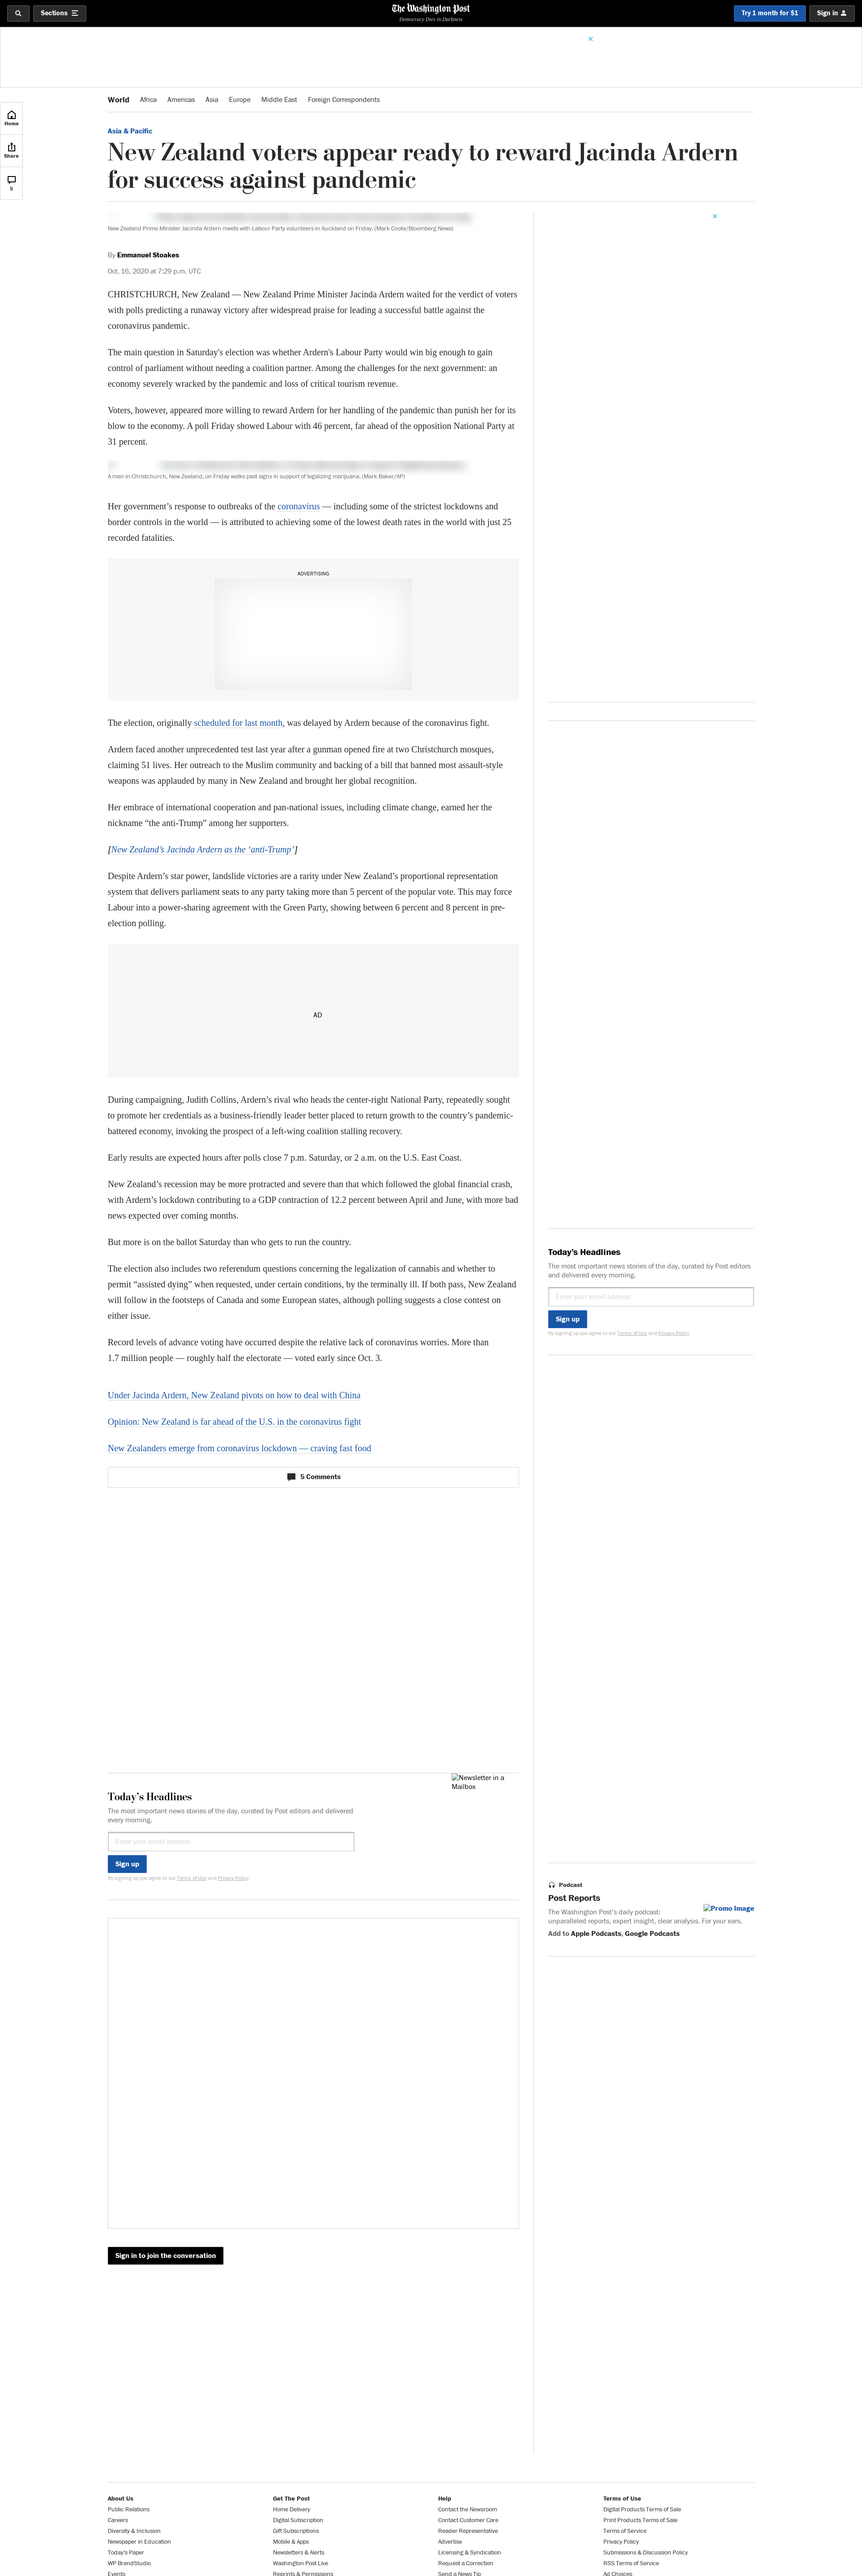 Sections
The Washington Post
Democracy Dies in Darkness
Try 1 month for $1
Sign in
World
Africa
Americas
Asia
Europe
Middle East
Foreign Correspondents
Home
Share
5
Asia & Pacific
New Zealand voters appear ready to reward Jacinda Ardern
for success against pandemic
New Zealand Prime Minister Jacinda Ardern meets with Labour Party volunteers in Auckland on Friday. (Mark Coote/Bloomberg News)
By Emmanuel Stoakes
Oct. 16, 2020 at 7:29 p.m. UTC
CHRISTCHURCH, New Zealand — New Zealand Prime Minister Jacinda Ardern waited for the verdict of voters
with polls predicting a runaway victory after widespread praise for leading a successful battle against the
coronavirus pandemic.
The main question in Saturday's election was whether Ardern's Labour Party would win big enough to gain
control of parliament without needing a coalition partner. Among the challenges for the next government: an
economy severely wracked by the pandemic and loss of critical tourism revenue.
Voters, however, appeared more willing to reward Ardern for her handling of the pandemic than punish her for its
blow to the economy. A poll Friday showed Labour with 46 percent, far ahead of the opposition National Party at
31 percent.
A man in Christchurch, New Zealand, on Friday walks past signs in support of legalizing marijuana. (Mark Baker/AP)
Her government’s response to outbreaks of the coronavirus — including some of the strictest lockdowns and
border controls in the world — is attributed to achieving some of the lowest death rates in the world with just 25
recorded fatalities.
ADVERTISING
The election, originally scheduled for last month, was delayed by Ardern because of the coronavirus fight.
Ardern faced another unprecedented test last year after a gunman opened fire at two Christchurch mosques,
claiming 51 lives. Her outreach to the Muslim community and backing of a bill that banned most assault-style
weapons was applauded by many in New Zealand and brought her global recognition.
Her embrace of international cooperation and pan-national issues, including climate change, earned her the
nickname “the anti-Trump” among her supporters.
[New Zealand’s Jacinda Ardern as the ‘anti-Trump’]
Despite Ardern’s star power, landslide victories are a rarity under New Zealand’s proportional representation
system that delivers parliament seats to any party taking more than 5 percent of the popular vote. This may force
Labour into a power-sharing agreement with the Green Party, showing between 6 percent and 8 percent in pre-
election polling.
AD
During campaigning, Judith Collins, Ardern’s rival who heads the center-right National Party, repeatedly sought
to promote her credentials as a business-friendly leader better placed to return growth to the country’s pandemic-
battered economy, invoking the prospect of a left-wing coalition stalling recovery.
Early results are expected hours after polls close 7 p.m. Saturday, or 2 a.m. on the U.S. East Coast.
New Zealand’s recession may be more protracted and severe than that which followed the global financial crash,
with Ardern’s lockdown contributing to a GDP contraction of 12.2 percent between April and June, with more bad
news expected over coming months.
But more is on the ballot Saturday than who gets to run the country.
The election also includes two referendum questions concerning the legalization of cannabis and whether to
permit “assisted dying” when requested, under certain conditions, by the terminally ill. If both pass, New Zealand
will follow in the footsteps of Canada and some European states, although polling suggests a close contest on
either issue.
Record levels of advance voting have occurred despite the relative lack of coronavirus worries. More than
1.7 million people — roughly half the electorate — voted early since Oct. 3.
Under Jacinda Ardern, New Zealand pivots on how to deal with China
Opinion: New Zealand is far ahead of the U.S. in the coronavirus fight
New Zealanders emerge from coronavirus lockdown — craving fast food
5 Comments
Newsletter in a
Mailbox
Today’s Headlines
The most important news stories of the day, curated by Post editors and delivered
every morning.
Enter your email address
Sign up
By signing up you agree to our Terms of Use and Privacy Policy
Sign in to join the conversation
Today’s Headlines
The most important news stories of the day, curated by Post editors
and delivered every morning.
Enter your email address
Sign up
By signing up you agree to our Terms of Use and Privacy Policy
Podcast
Post Reports
Promo Image
The Washington Post’s daily podcast:
unparalleled reports, expert insight, clear analysis. For your ears.
Add to Apple Podcasts, Google Podcasts
About Us
Public Relations
Careers
Diversity & Inclusion
Newspaper in Education
Today's Paper
WP BrandStudio
Events
Get The Post
Home Delivery
Digital Subscription
Gift Subscriptions
Mobile & Apps
Newsletters & Alerts
Washington Post Live
Reprints & Permissions
Help
Contact the Newsroom
Contact Customer Care
Reader Representative
Advertise
Licensing & Syndication
Request a Correction
Send a News Tip
Terms of Use
Digital Products Terms of Sale
Print Products Terms of Sale
Terms of Service
Privacy Policy
Submissions & Discussion Policy
RSS Terms of Service
Ad Choices